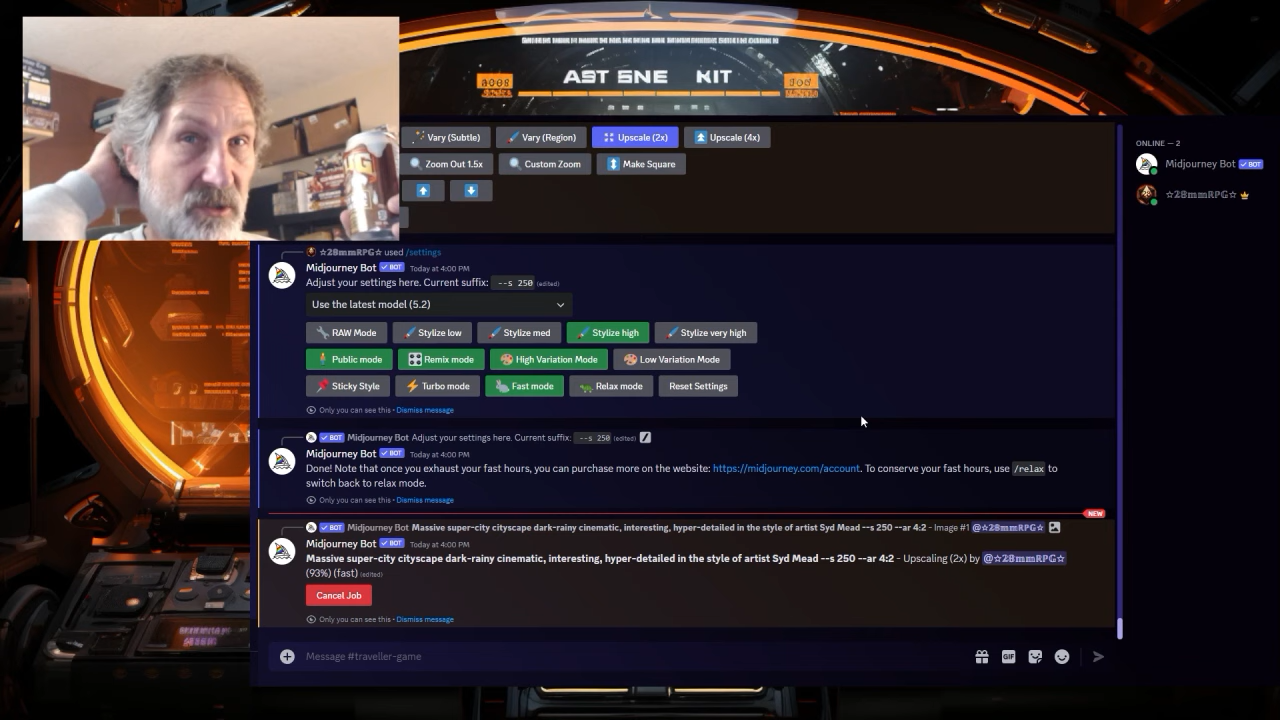 AST SNE KIT
Vary (Subtle) Vary (Region) Upscale (2x) Upscale (4x)
Zoom Out 1.5x Custom Zoom Make Square
ONLINE — 2
Midjourney Bot BOT
☆28mmRPG☆
☆28mmRPG☆ used /settings
Midjourney Bot BOT Today at 4:00 PM
Adjust your settings here. Current suffix: --s 250 (edited)
Use the latest model (5.2)
RAW Mode Stylize low Stylize med Stylize high Stylize very high
Public mode Remix mode High Variation Mode Low Variation Mode
Sticky Style Turbo mode Fast mode Relax mode Reset Settings
Only you can see this • Dismiss message
BOT Midjourney Bot Adjust your settings here. Current suffix: --s 250 (edited)
Midjourney Bot BOT Today at 4:00 PM
Done! Note that once you exhaust your fast hours, you can purchase more on the website: https://midjourney.com/account. To conserve your fast hours, use /relax to
switch back to relax mode.
Only you can see this • Dismiss message
NEW
BOT Midjourney Bot Massive super-city cityscape dark-rainy cinematic, interesting, hyper-detailed in the style of artist Syd Mead --s 250 --ar 4:2 - Image #1 @☆28mmRPG☆
Midjourney Bot BOT Today at 4:00 PM
Massive super-city cityscape dark-rainy cinematic, interesting, hyper-detailed in the style of artist Syd Mead --s 250 --ar 4:2 - Upscaling (2x) by @☆28mmRPG☆
(93%) (fast) (edited)
Cancel Job
Only you can see this • Dismiss message
Message #traveller-game
GIF